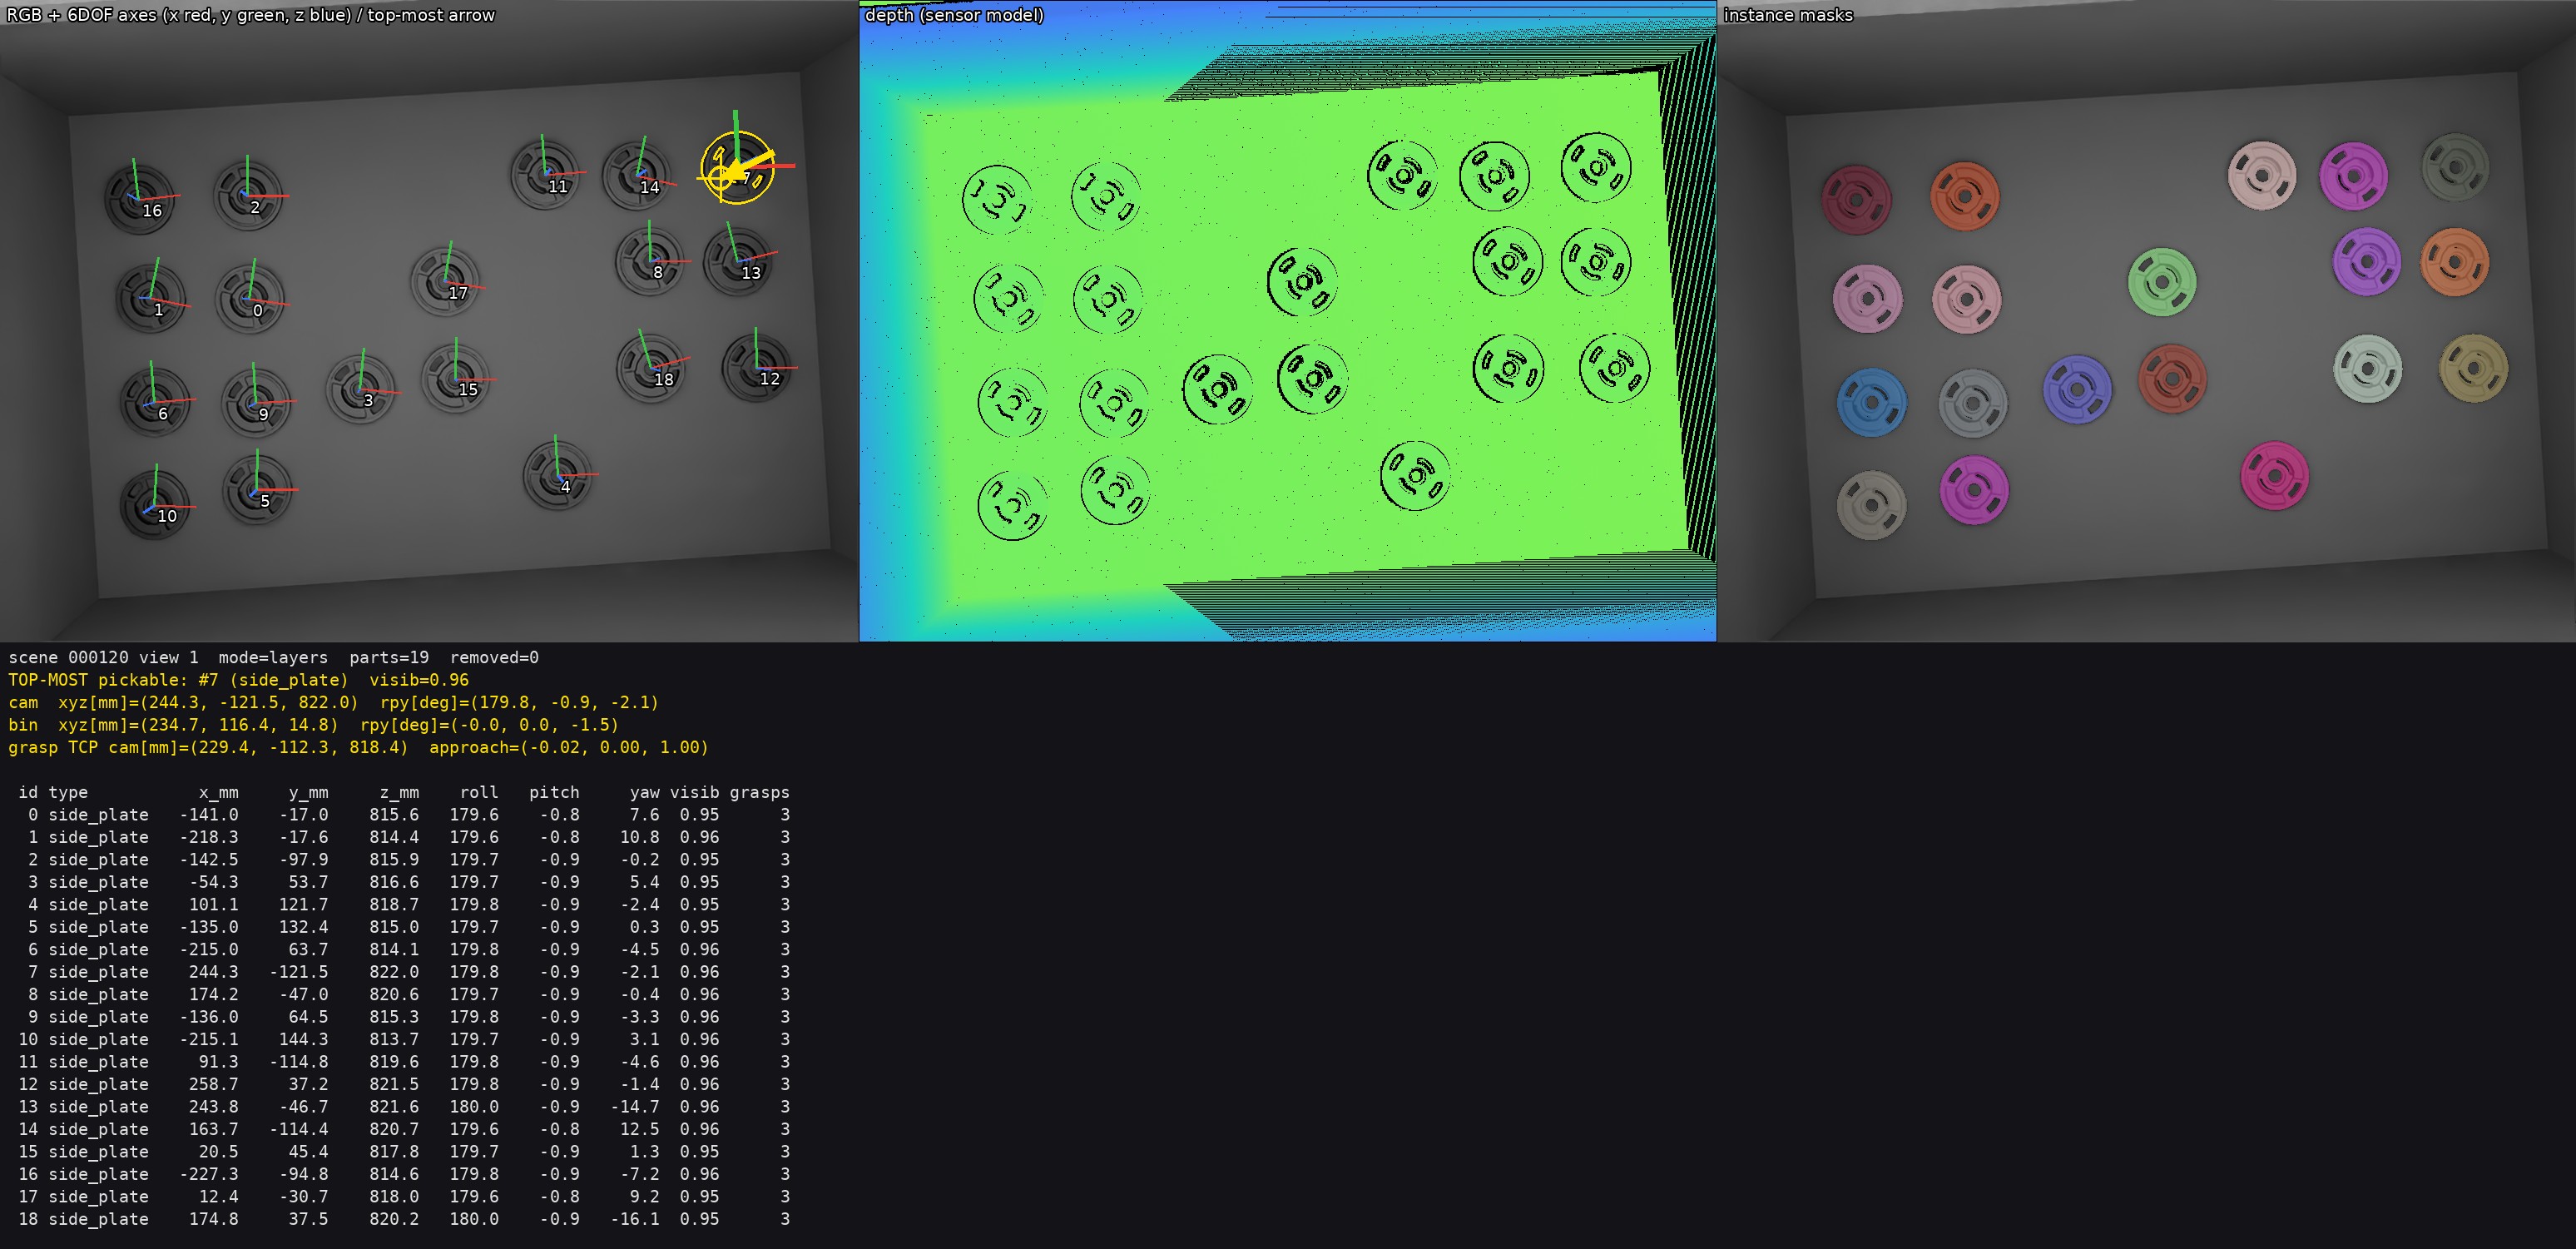 RGB + 6DOF axes (x red, y green, z blue) / top-most arrow
depth (sensor model)
instance masks
16
2
11
14
7
8
13
17
1
0
18
12
6
9
3
15
4
5
10
scene 000120 view 1  mode=layers  parts=19  removed=0
TOP-MOST pickable: #7 (side_plate)  visib=0.96
cam  xyz[mm]=(244.3, -121.5, 822.0)  rpy[deg]=(179.8, -0.9, -2.1)
bin  xyz[mm]=(234.7, 116.4, 14.8)  rpy[deg]=(-0.0, 0.0, -1.5)
grasp TCP cam[mm]=(229.4, -112.3, 818.4)  approach=(-0.02, 0.00, 1.00)
id type x_mm y_mm z_mm roll pitch yaw visib grasps
0 side_plate -141.0 -17.0 815.6 179.6 -0.8 7.6 0.95 3
1 side_plate -218.3 -17.6 814.4 179.6 -0.8 10.8 0.96 3
2 side_plate -142.5 -97.9 815.9 179.7 -0.9 -0.2 0.95 3
3 side_plate -54.3 53.7 816.6 179.7 -0.9 5.4 0.95 3
4 side_plate 101.1 121.7 818.7 179.8 -0.9 -2.4 0.95 3
5 side_plate -135.0 132.4 815.0 179.7 -0.9 0.3 0.95 3
6 side_plate -215.0 63.7 814.1 179.8 -0.9 -4.5 0.96 3
7 side_plate 244.3 -121.5 822.0 179.8 -0.9 -2.1 0.96 3
8 side_plate 174.2 -47.0 820.6 179.7 -0.9 -0.4 0.96 3
9 side_plate -136.0 64.5 815.3 179.8 -0.9 -3.3 0.96 3
10 side_plate -215.1 144.3 813.7 179.7 -0.9 3.1 0.96 3
11 side_plate 91.3 -114.8 819.6 179.8 -0.9 -4.6 0.96 3
12 side_plate 258.7 37.2 821.5 179.8 -0.9 -1.4 0.96 3
13 side_plate 243.8 -46.7 821.6 180.0 -0.9 -14.7 0.96 3
14 side_plate 163.7 -114.4 820.7 179.6 -0.8 12.5 0.96 3
15 side_plate 20.5 45.4 817.8 179.7 -0.9 1.3 0.95 3
16 side_plate -227.3 -94.8 814.6 179.8 -0.9 -7.2 0.96 3
17 side_plate 12.4 -30.7 818.0 179.6 -0.8 9.2 0.95 3
18 side_plate 174.8 37.5 820.2 180.0 -0.9 -16.1 0.95 3